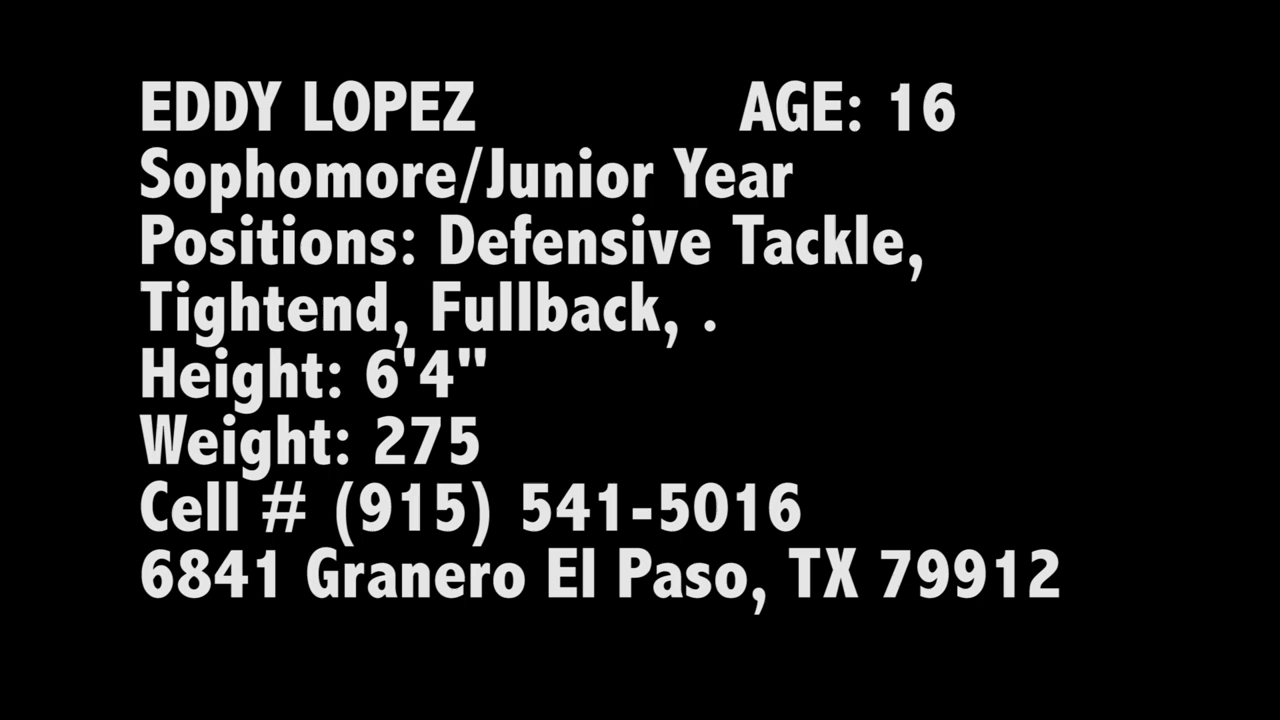 EDDY LOPEZ AGE: 16
Sophomore/Junior Year
Positions: Defensive Tackle,
Tightend, Fullback, .
Height: 6'4"
Weight: 275
Cell # (915) 541-5016
6841 Granero El Paso, TX 79912